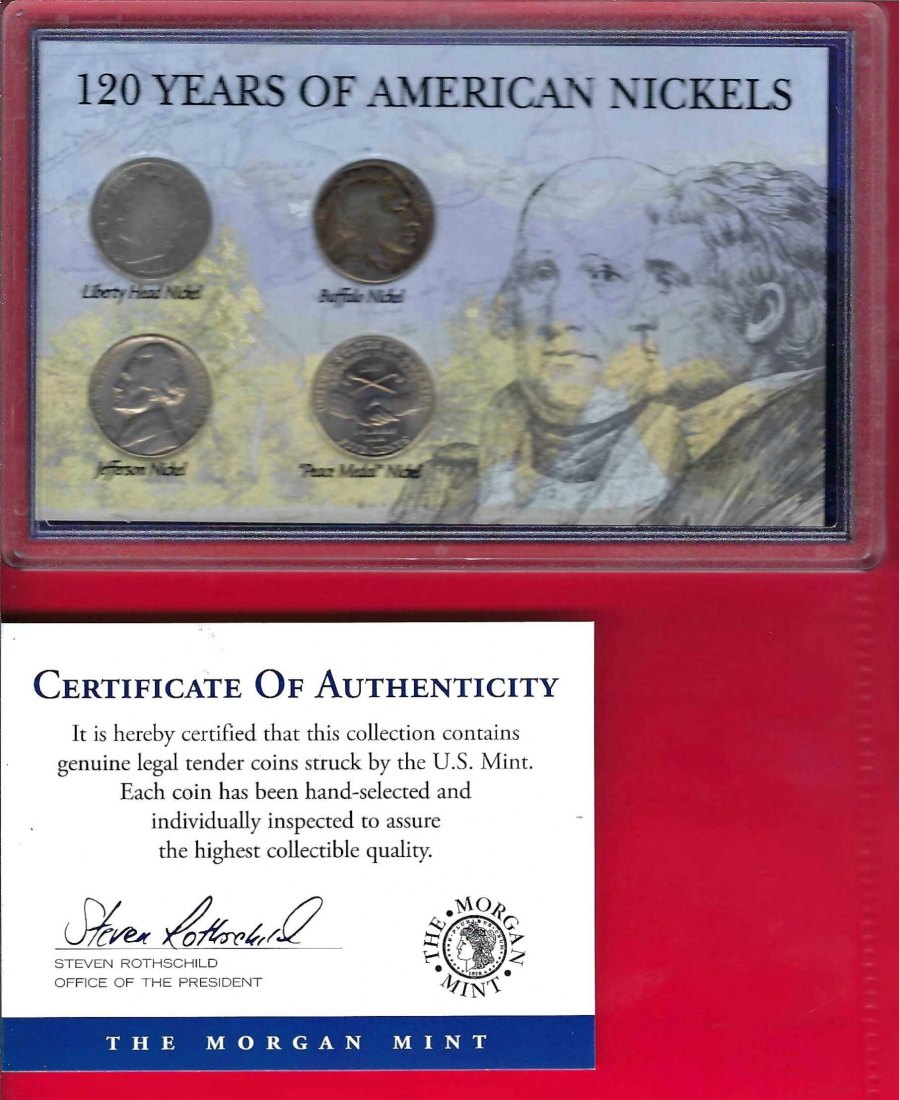 120 YEARS OF AMERICAN NICKELS
Liberty Head Nickel
Buffalo Nickel
Jefferson Nickel
"Peace Medal" Nickel
CERTIFICATE OF AUTHENTICITY
It is hereby certified that this collection contains
genuine legal tender coins struck by the U.S. Mint.
Each coin has been hand-selected and
individually inspected to assure
the highest collectible quality.
Steven Rothschild
STEVEN ROTHSCHILD
OFFICE OF THE PRESIDENT
THE • MORGAN • MINT •
THE MORGAN MINT